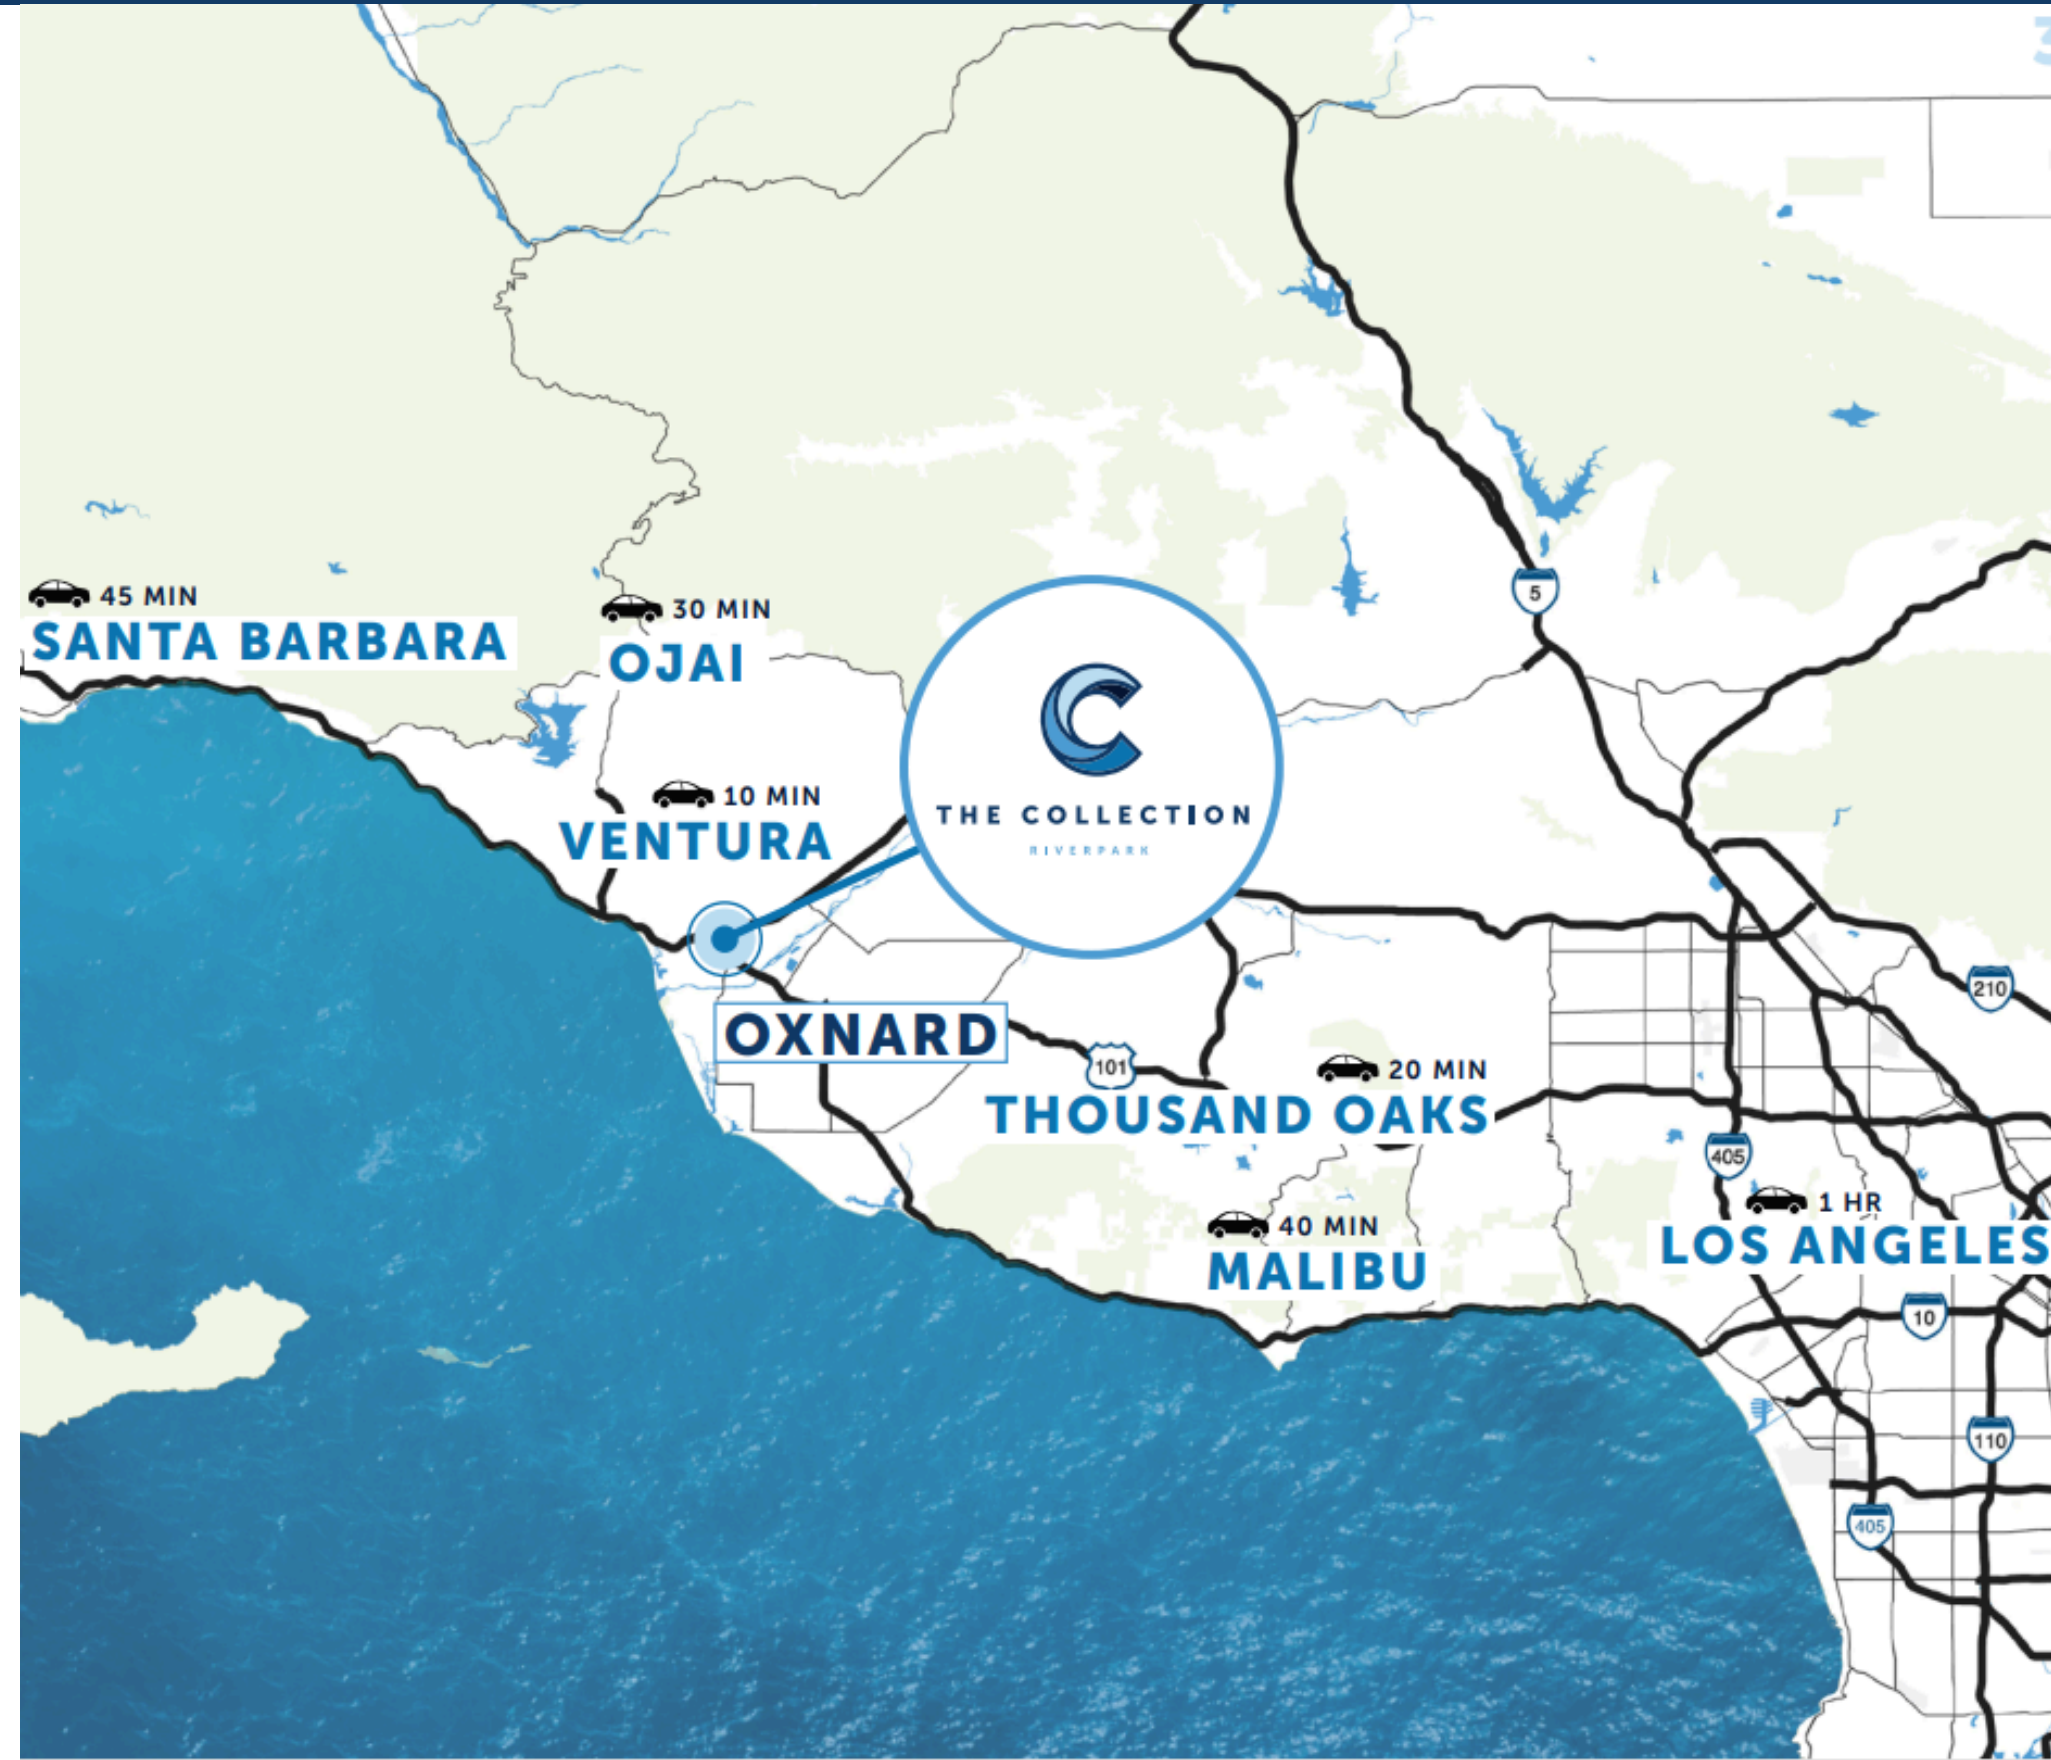 45 MIN
SANTA BARBARA
30 MIN
OJAI
5
THE COLLECTION
RIVERPARK
10 MIN
VENTURA
210
OXNARD
101
20 MIN
THOUSAND OAKS
405
1 HR
LOS ANGELES
40 MIN
MALIBU
10
110
405